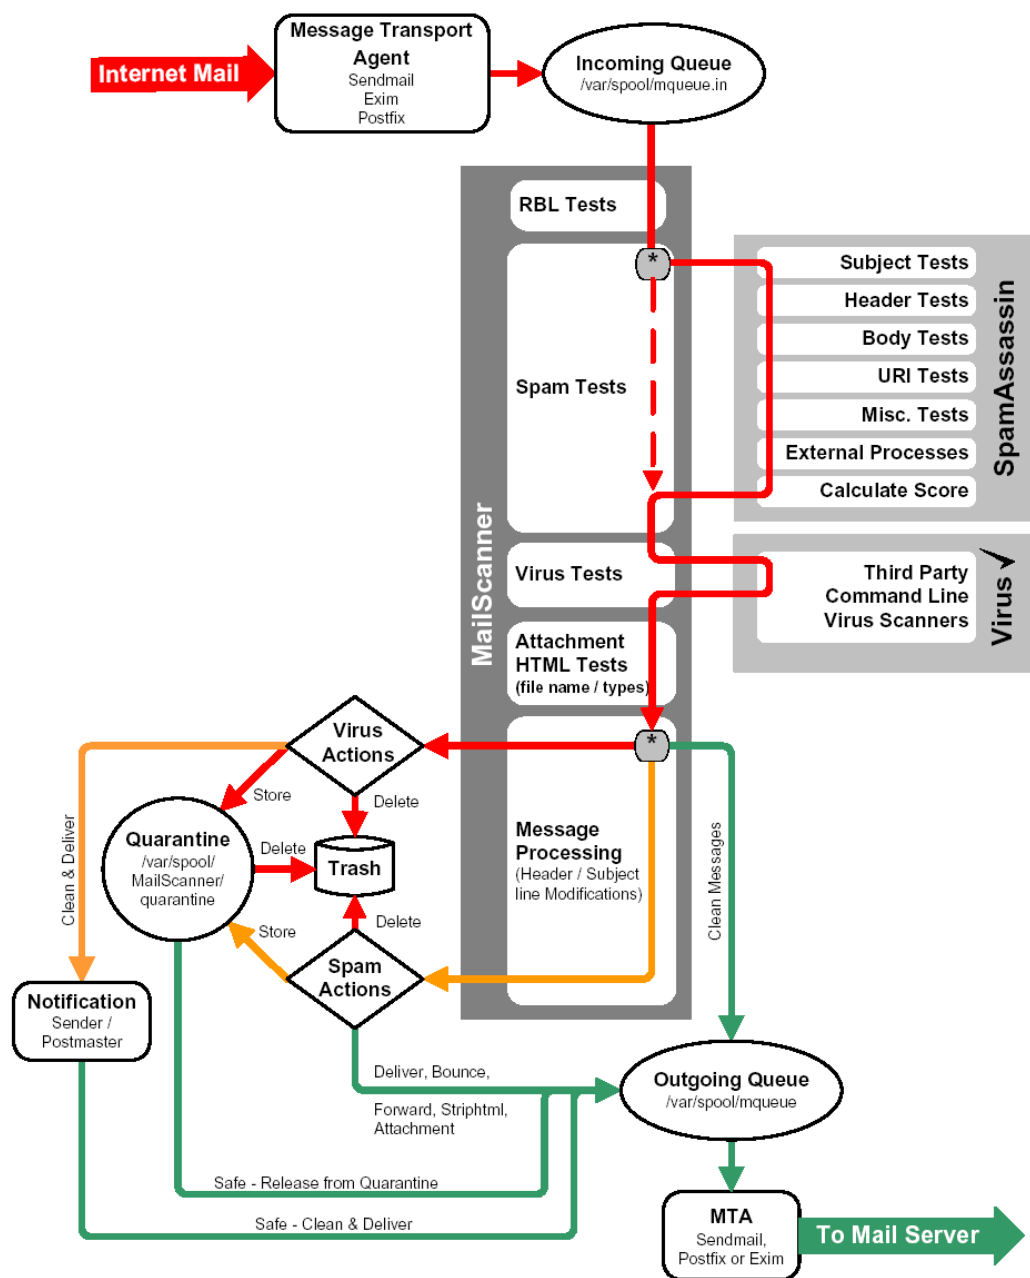 Internet Mail
Message Transport
Agent
Sendmail
Exim
Postfix
Incoming Queue
/var/spool/mqueue.in
MailScanner
RBL Tests
*
Spam Tests
SpamAssassin
Subject Tests
Header Tests
Body Tests
URI Tests
Misc. Tests
External Processes
Calculate Score
Virus Tests
Virus
Third Party
Command Line
Virus Scanners
Attachment
HTML Tests
(file name / types)
*
Message
Processing
(Header / Subject
line Modifications)
Clean Messages
Virus
Actions
Store
Delete
Clean & Deliver
Quarantine
/var/spool/
MailScanner/
quarantine
Delete
Trash
Store
Delete
Spam
Actions
Notification
Sender /
Postmaster
Deliver, Bounce,
Forward, Striphtml,
Attachment
Safe - Release from Quarantine
Safe - Clean & Deliver
Outgoing Queue
/var/spool/mqueue
MTA
Sendmail,
Postfix or Exim
To Mail Server